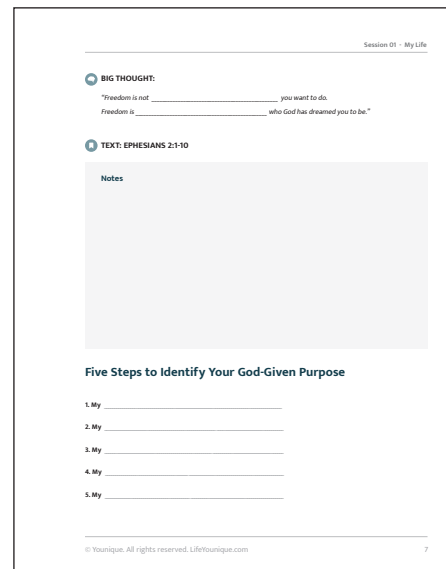 Session 01 - My Life
BIG THOUGHT:
"Freedom is not ______________________________ you want to do.
Freedom is ______________________________ who God has dreamed you to be."
TEXT: EPHESIANS 2:1-10
Notes
Five Steps to Identify Your God-Given Purpose
1. My ______________________________
2. My ______________________________
3. My ______________________________
4. My ______________________________
5. My ______________________________
© Younique. All rights reserved. LifeYounique.com 7